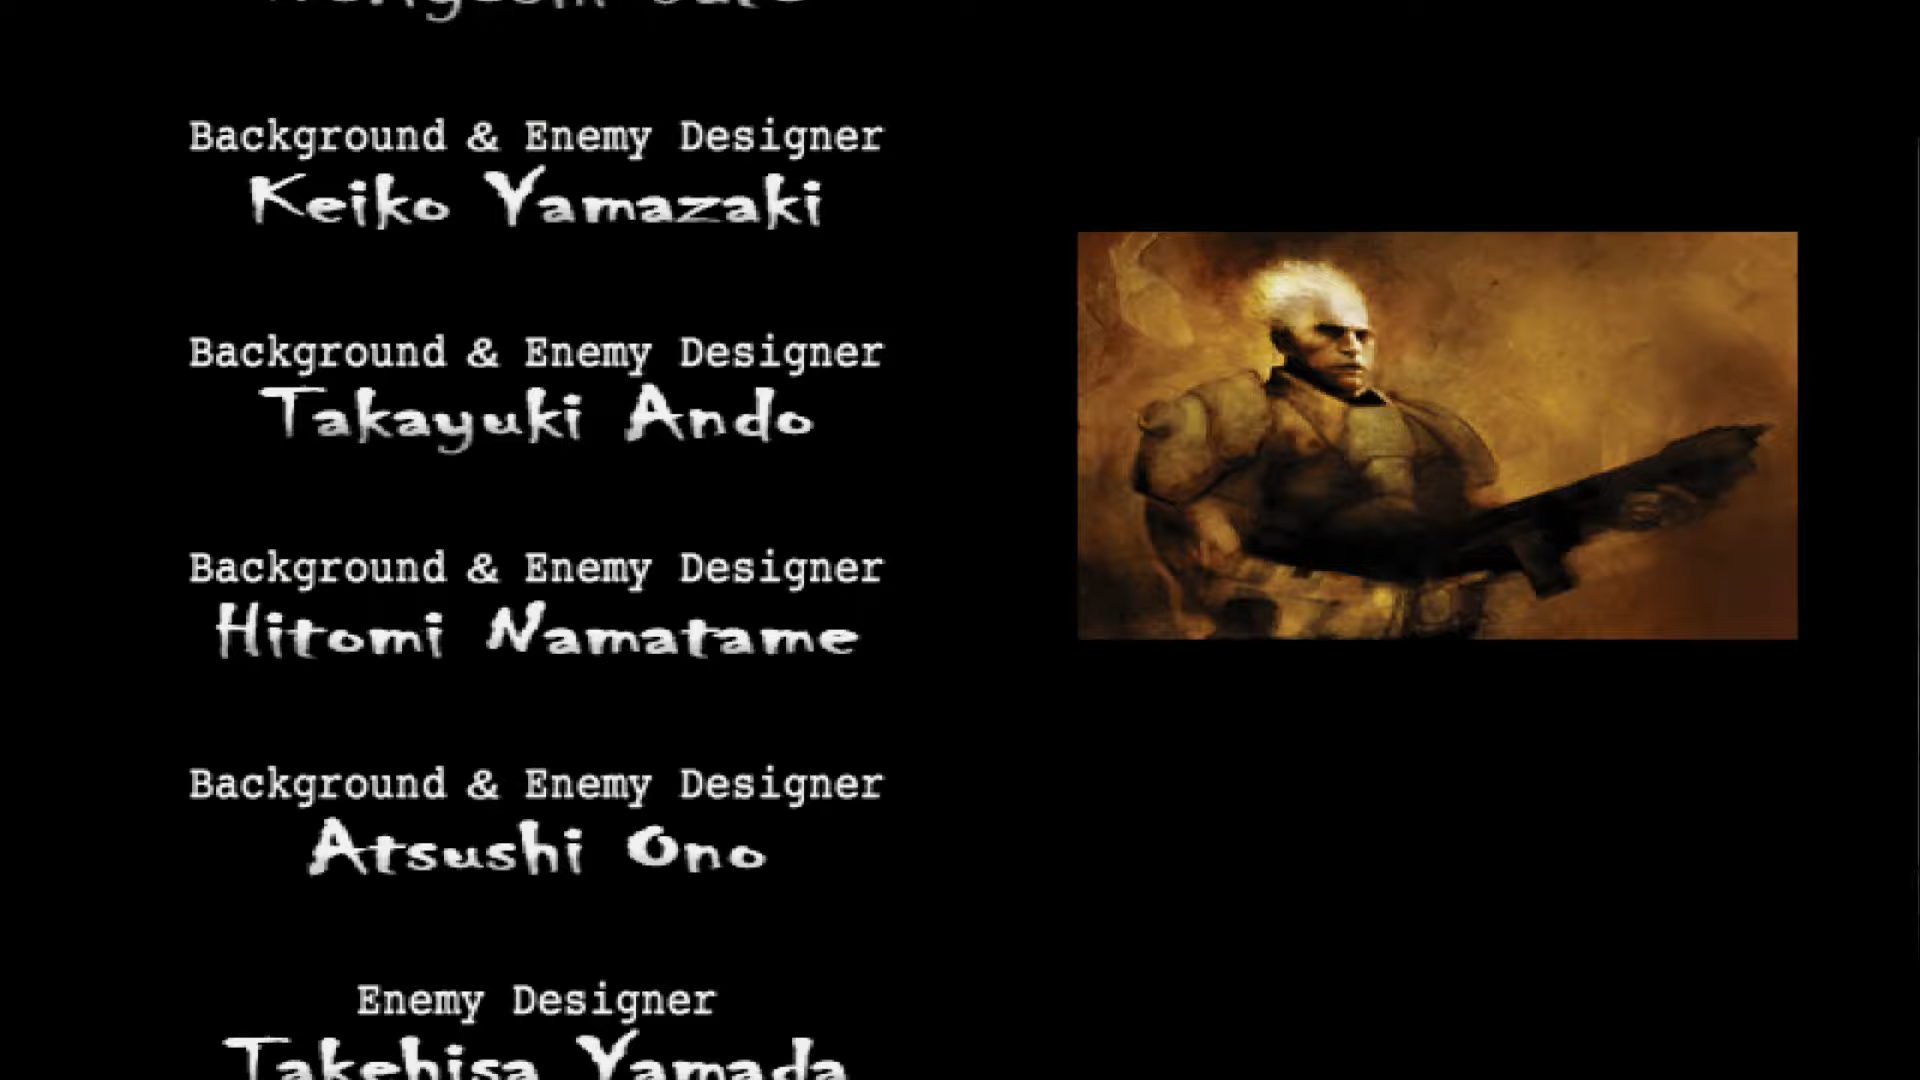 Background & Enemy Designer
Keiko Yamazaki
Background & Enemy Designer
Takayuki Ando
Background & Enemy Designer
Hitomi Namatame
Background & Enemy Designer
Atsushi Ono
Enemy Designer
Takehisa Yamada